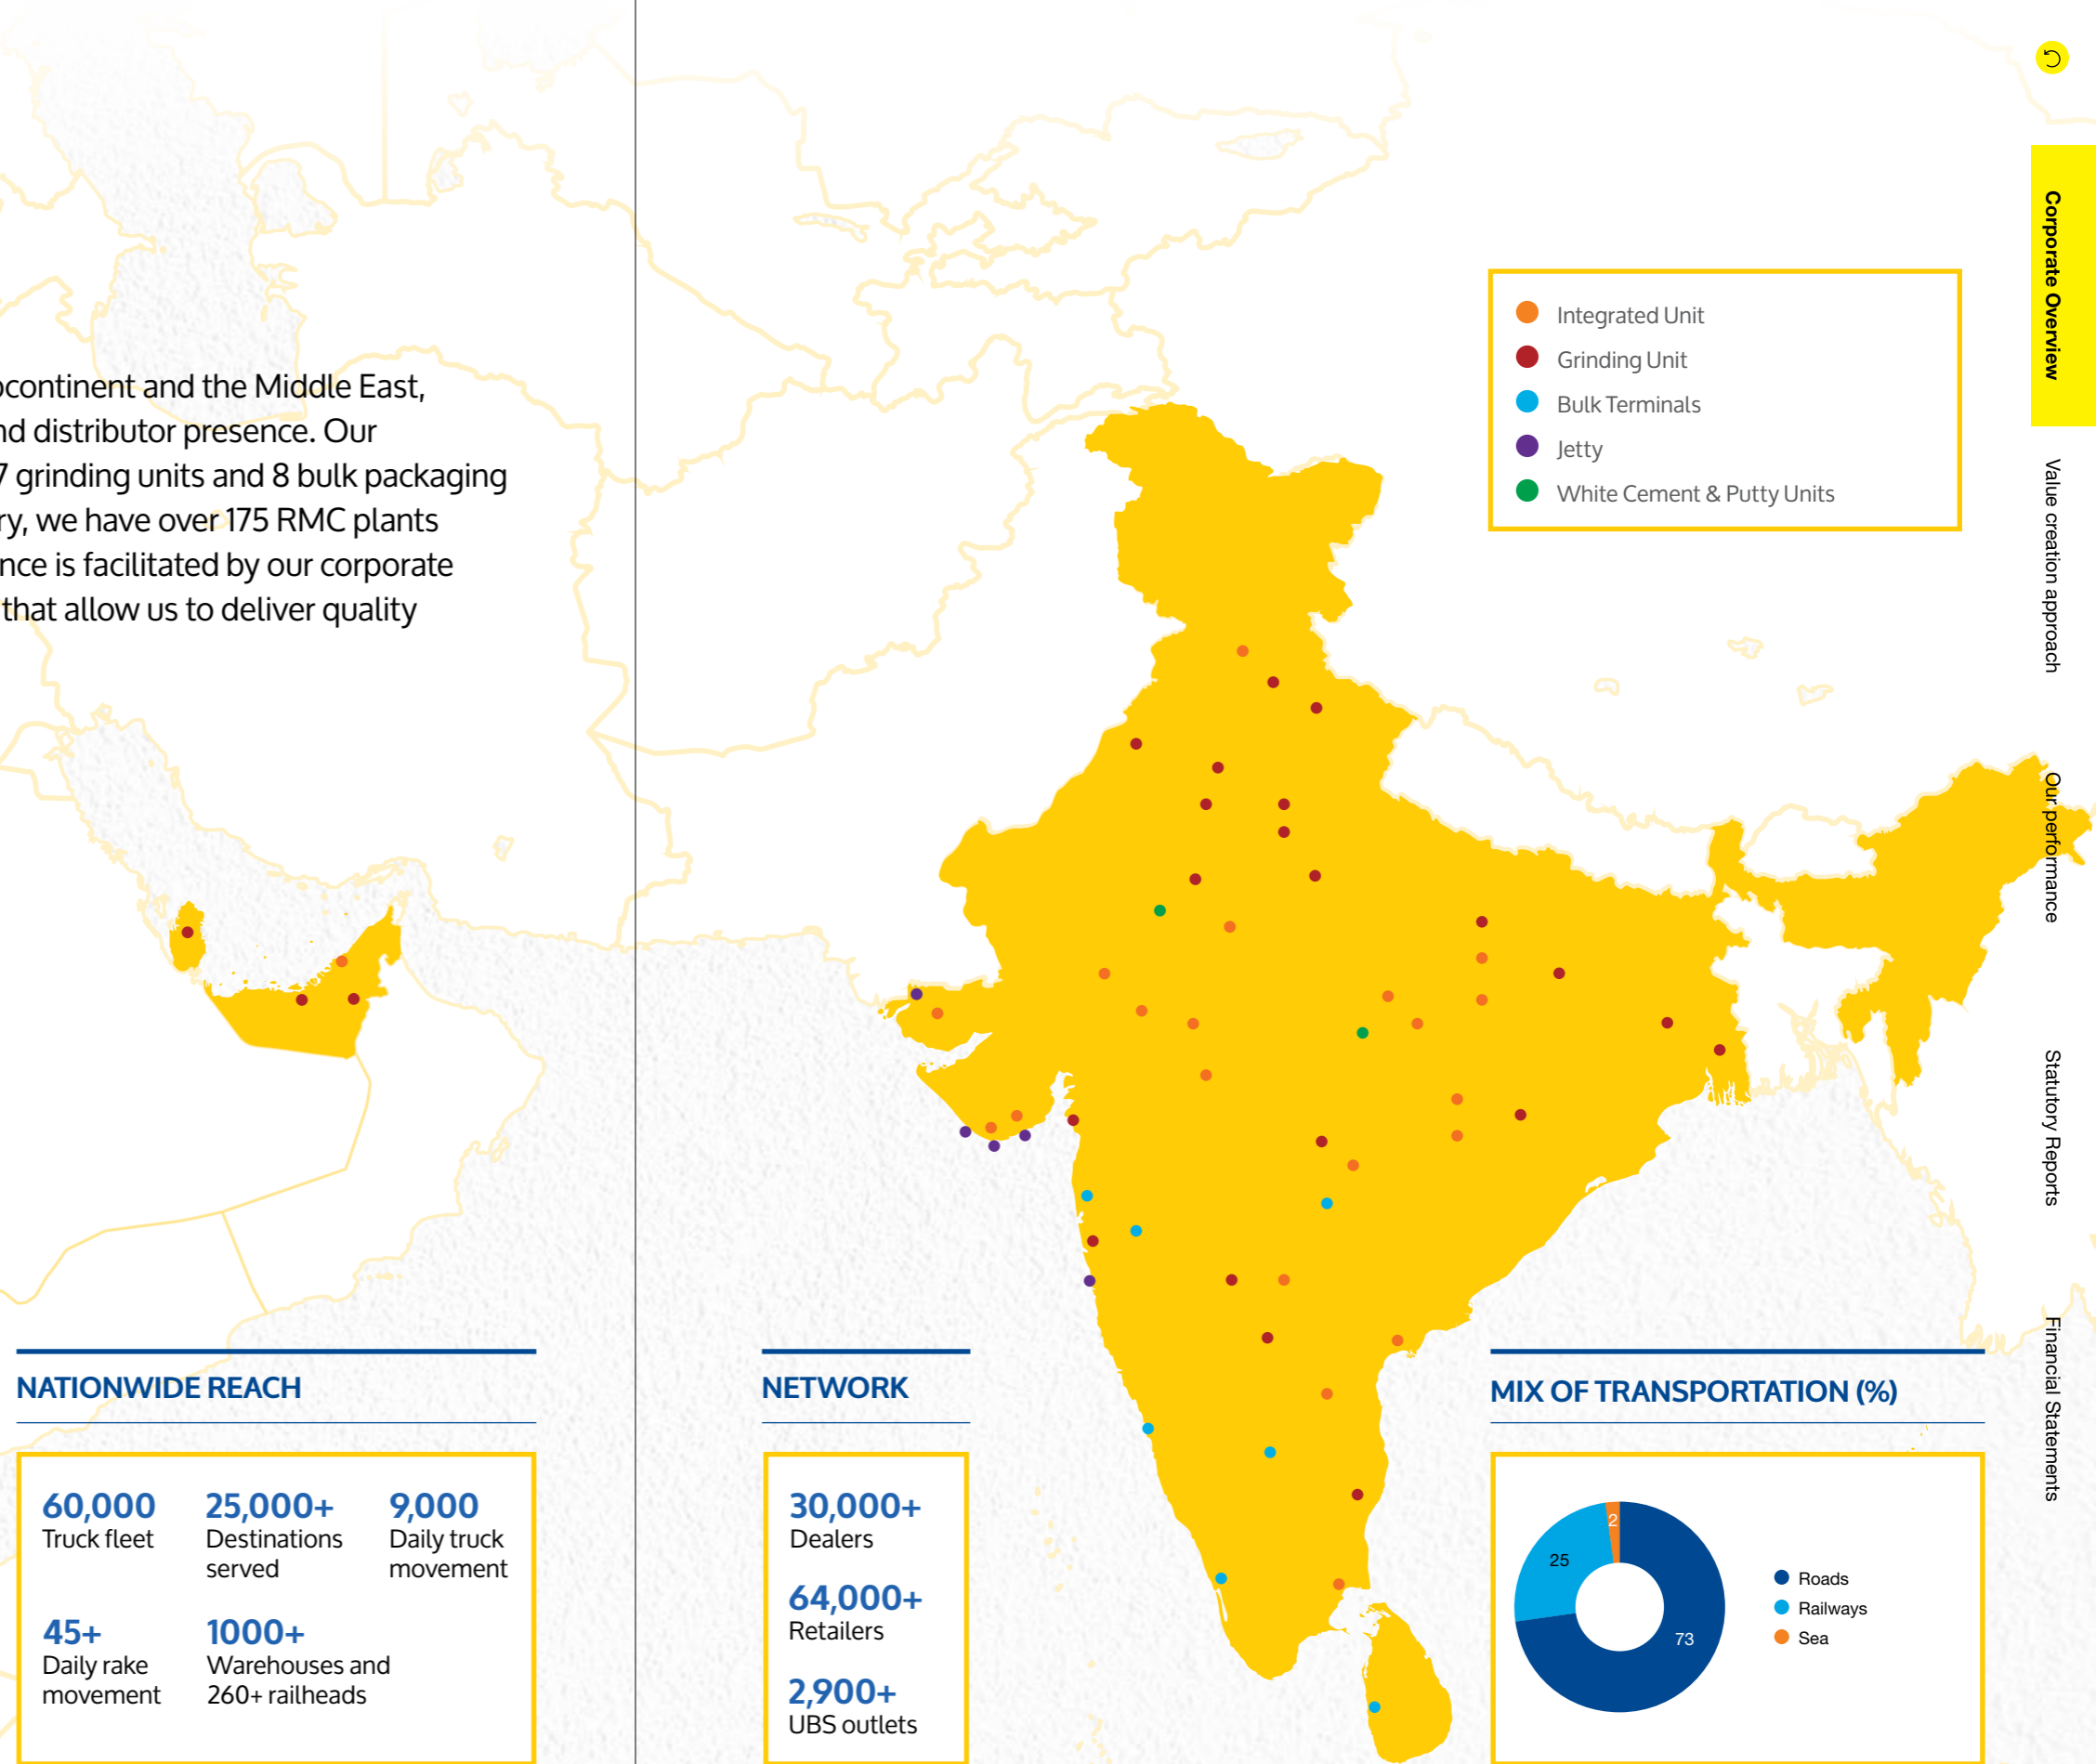 continent and the Middle East,
distributor presence. Our
7 grinding units and 8 bulk packaging
we have over 175 RMC plants
is facilitated by our corporate
that allow us to deliver quality
Integrated Unit
Grinding Unit
Bulk Terminals
Jetty
White Cement & Putty Units
Corporate Overview
Value creation approach
Our performance
Statutory Reports
Financial Statements
NATIONWIDE REACH
60,000
Truck fleet
25,000+
Destinations
served
9,000
Daily truck
movement
45+
Daily rake
movement
1000+
Warehouses and
260+ railheads
NETWORK
30,000+
Dealers
64,000+
Retailers
2,900+
UBS outlets
MIX OF TRANSPORTATION (%)
2
25
73
Roads
Railways
Sea